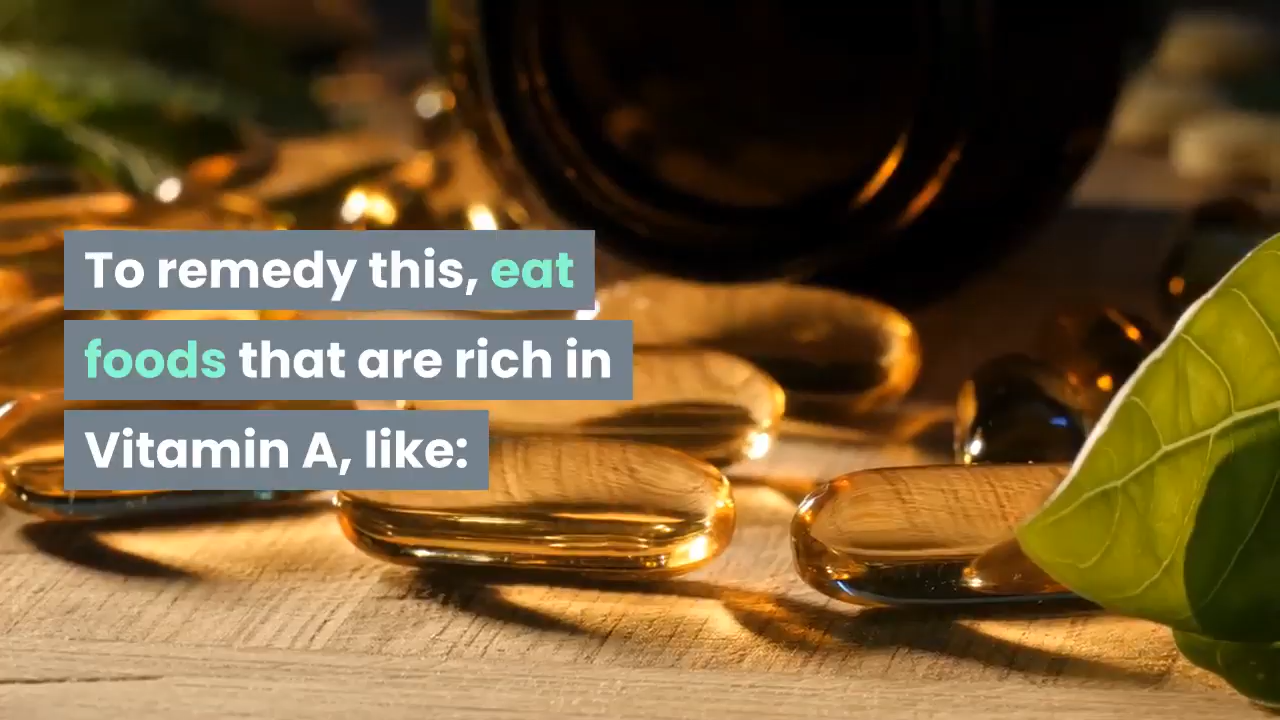 To remedy this, eat
foods that are rich in
Vitamin A, like: